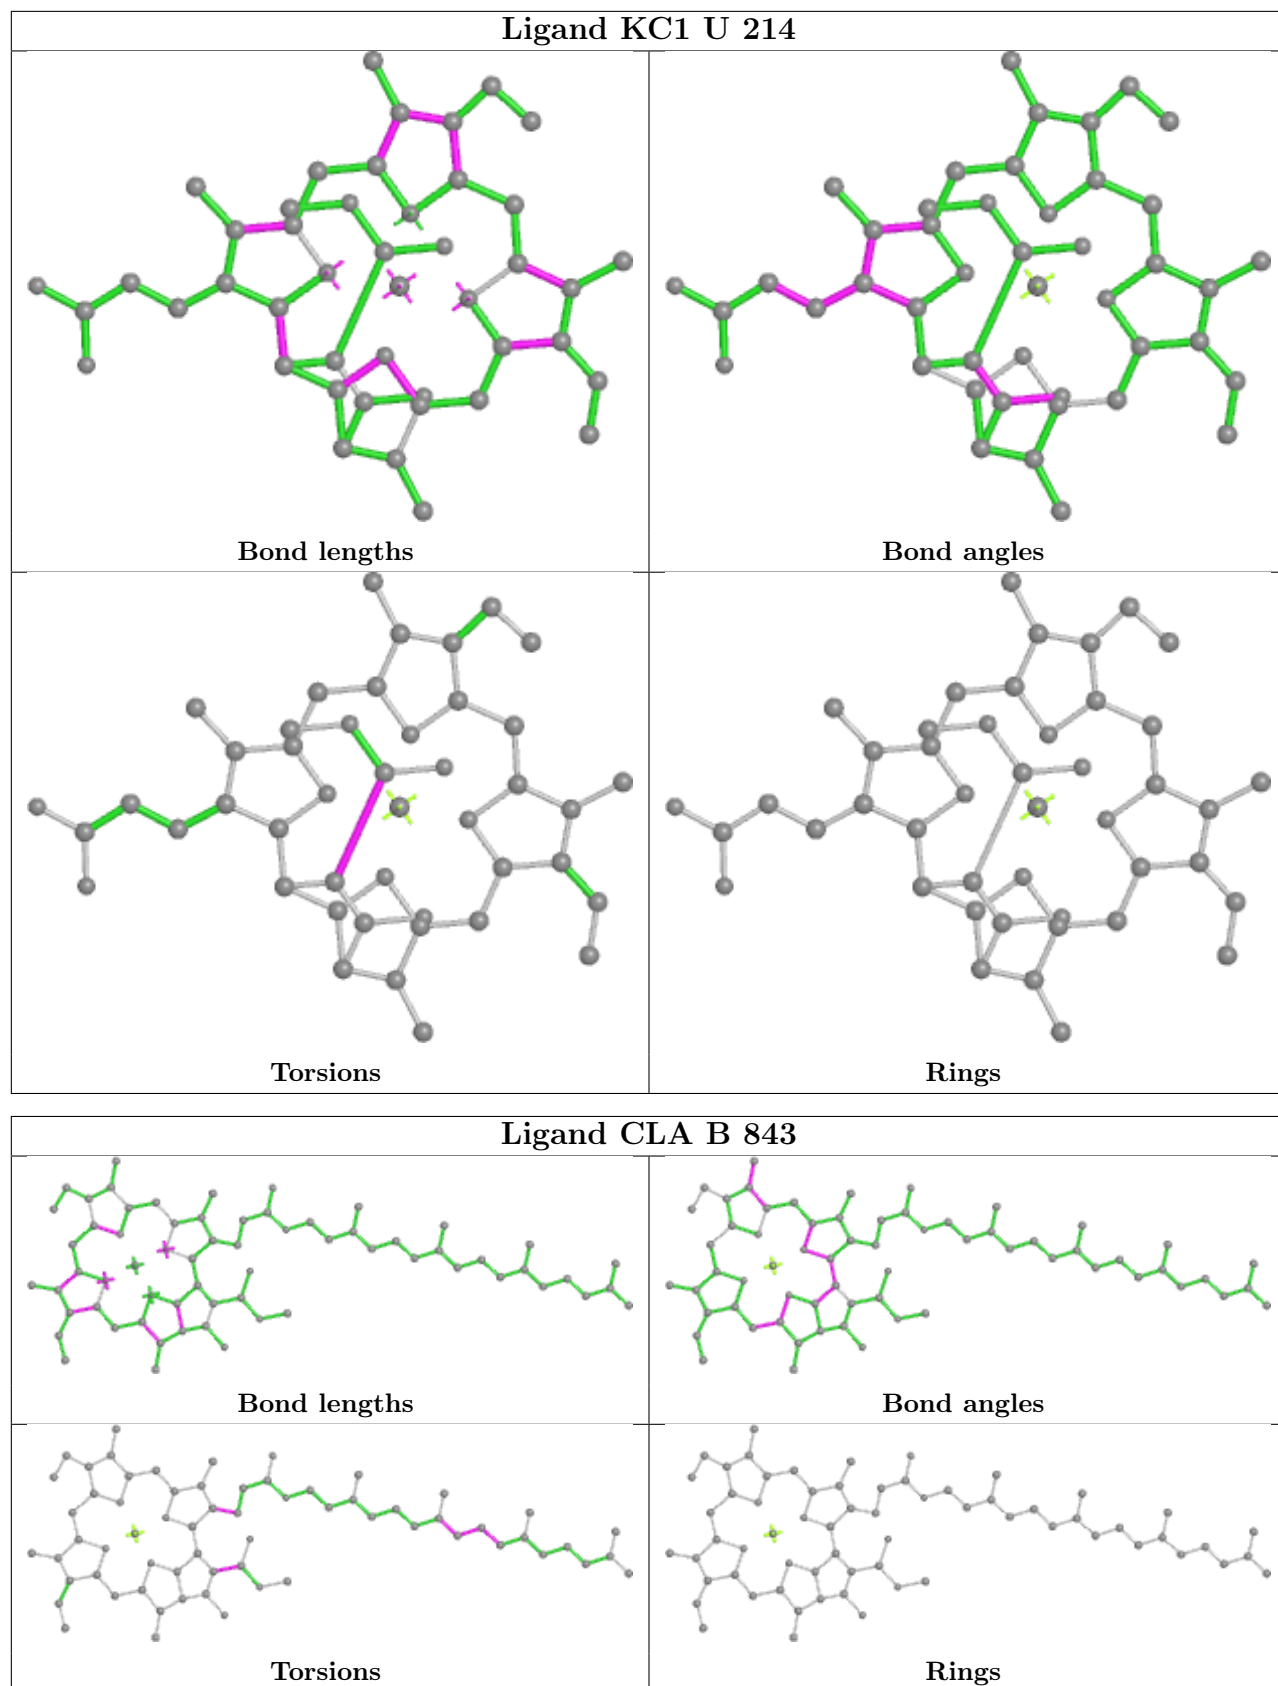 Ligand KC1 U 214
Bond lengths
Bond angles
Torsions
Rings
Ligand CLA B 843
Bond lengths
Bond angles
Torsions
Rings